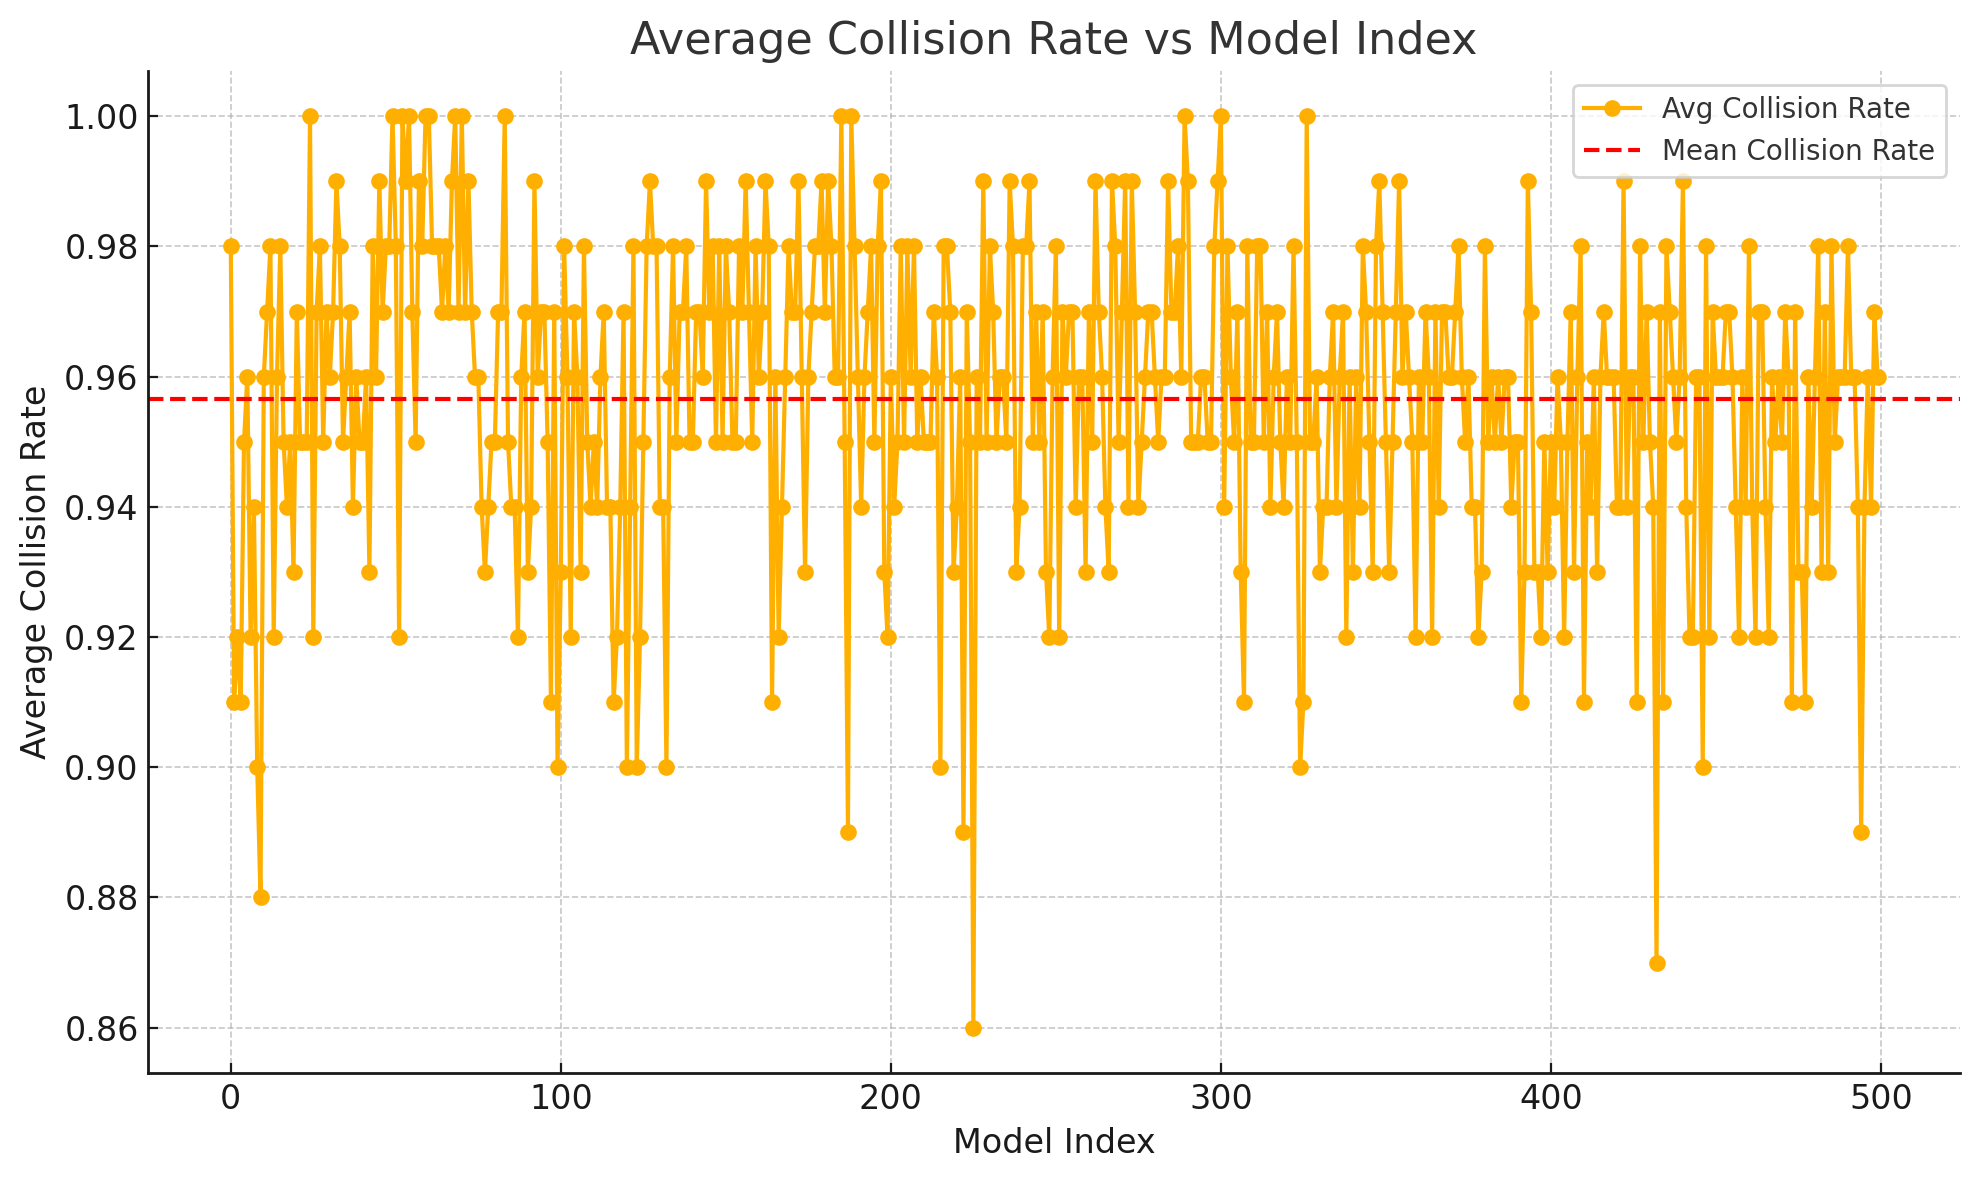 Average Collision Rate vs Model Index
Avg Collision Rate
Mean Collision Rate
Average Collision Rate
1.00
0.98
0.96
0.94
0.92
0.90
0.88
0.86
0
100
200
300
400
500
Model Index